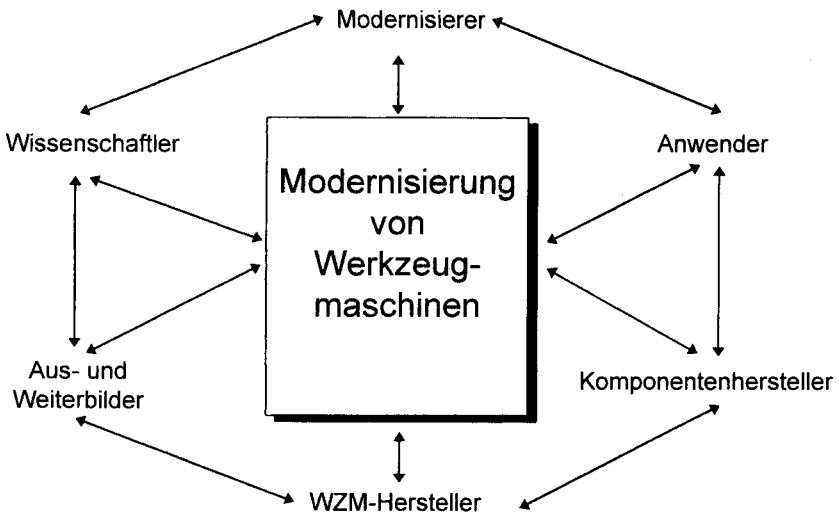 Modernisierer
Wissenschaftler
Anwender
Modernisierung
von
Werkzeug-
maschinen
Aus- und
Weiterbilder
Komponentenhersteller
WZM-Hersteller